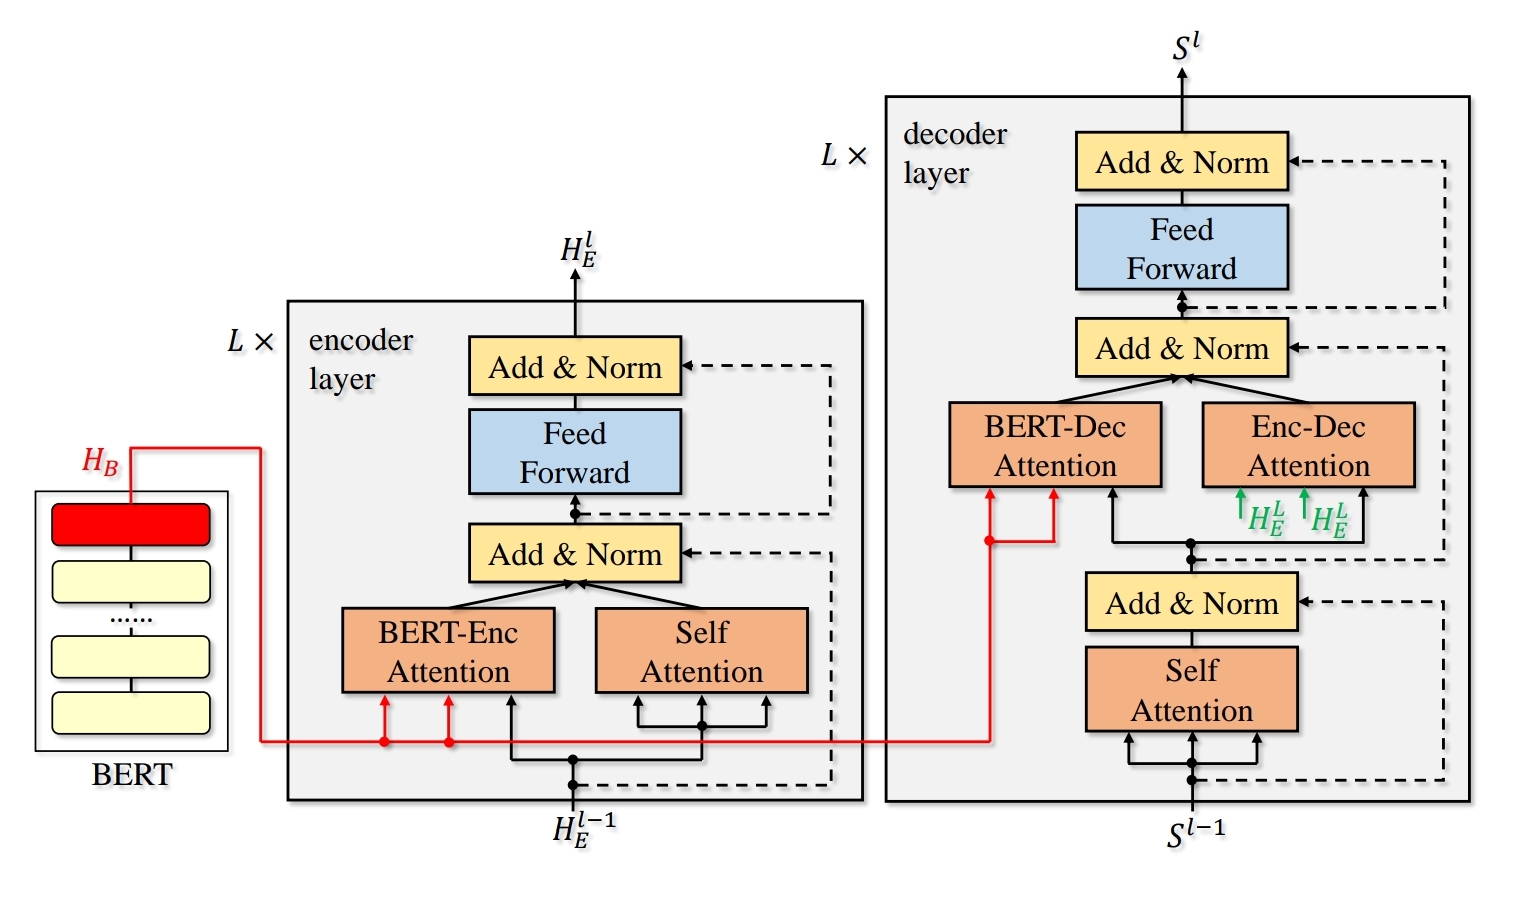 H_B
......
BERT
H_E^l
L ×
encoder
layer
Add & Norm
Feed
Forward
Add & Norm
BERT-Enc
Attention
Self
Attention
H_E^{l-1}
S^l
L ×
decoder
layer
Add & Norm
Feed
Forward
Add & Norm
BERT-Dec
Attention
Enc-Dec
Attention
H_E^L
H_E^L
Add & Norm
Self
Attention
S^{l-1}